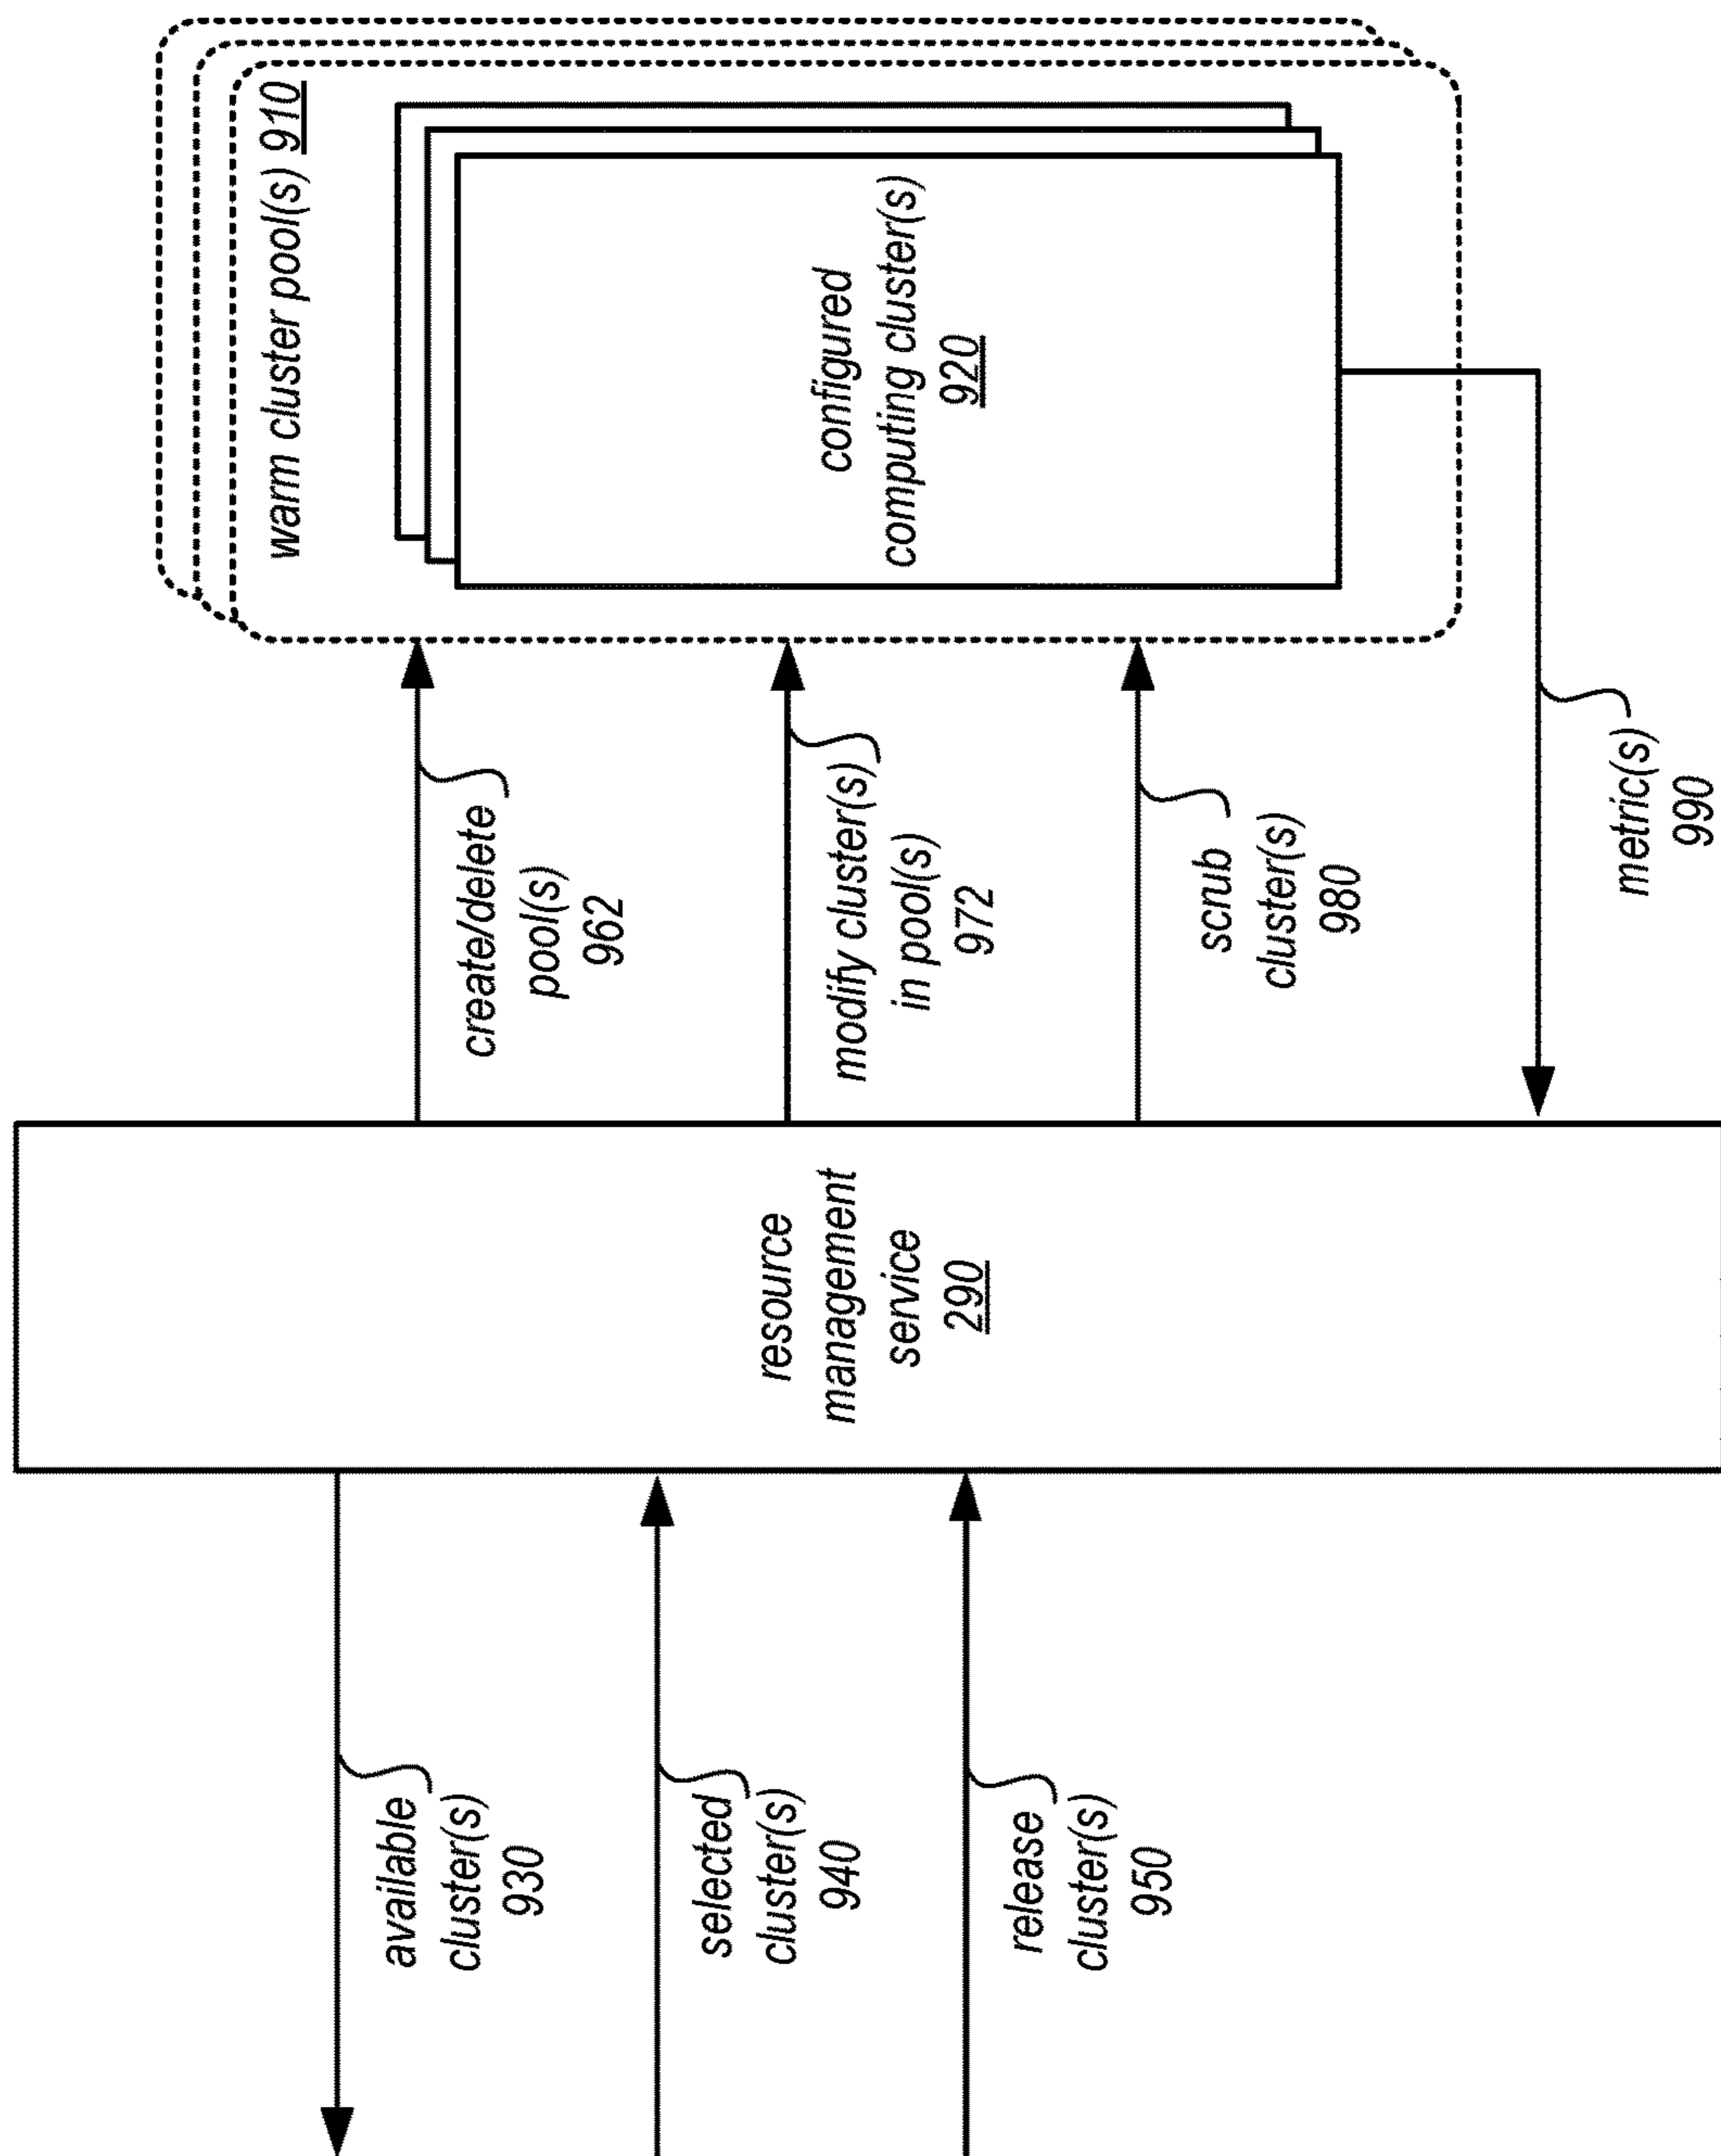 available
cluster(s)
930
selected
cluster(s)
940
release
cluster(s)
950
resource
management
service
290
create/delete
pool(s)
962
modify cluster(s)
in pool(s)
972
scrub
cluster(s)
980
metric(s)
990
warm cluster pool(s) 910
configured
computing cluster(s)
920